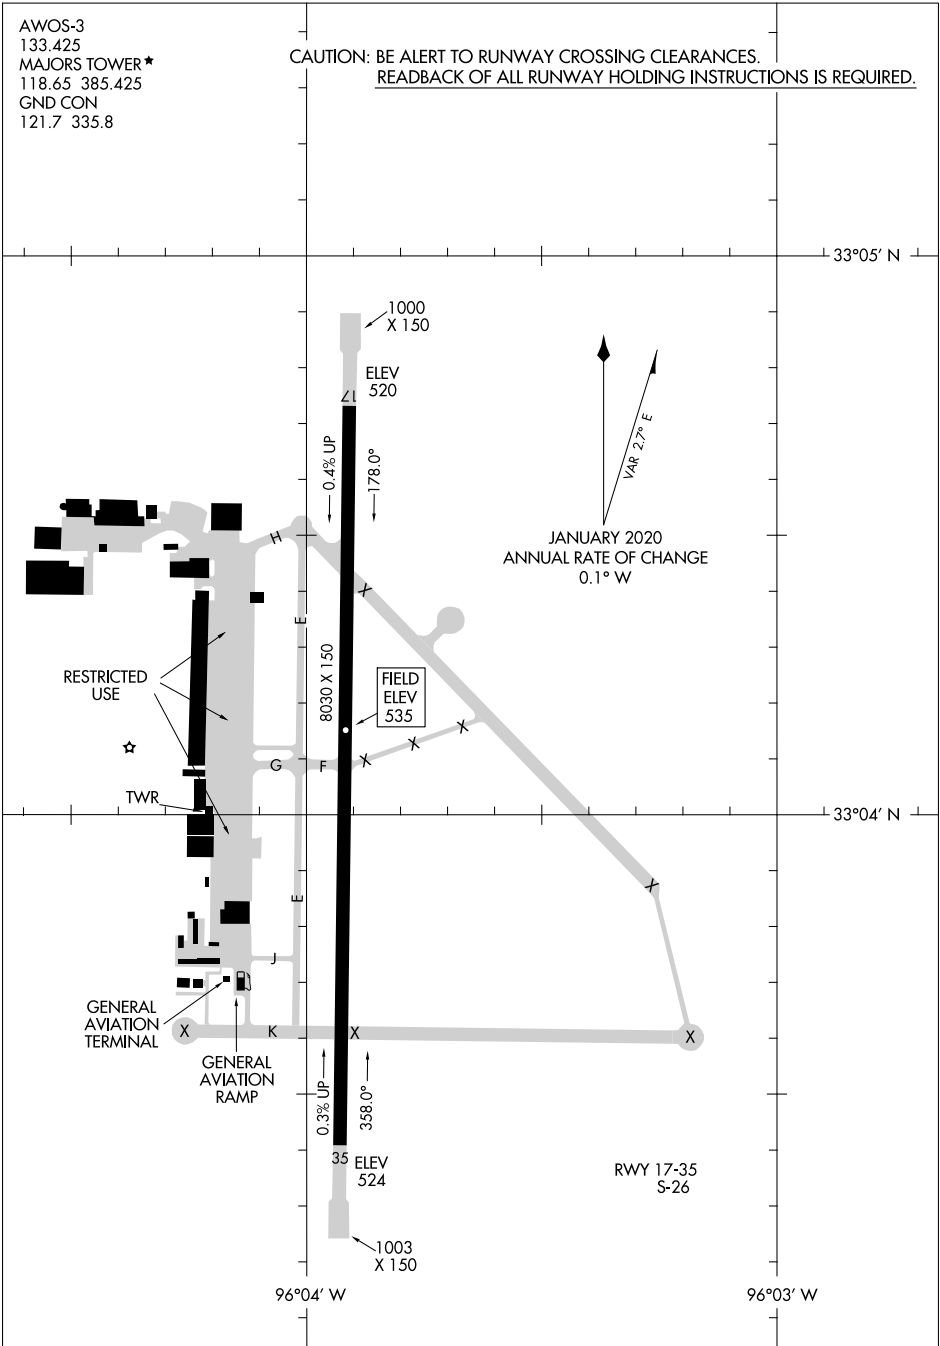 AWOS-3
133.425
MAJORS TOWER★
118.65 385.425
GND CON
121.7 335.8
CAUTION: BE ALERT TO RUNWAY CROSSING CLEARANCES.
READBACK OF ALL RUNWAY HOLDING INSTRUCTIONS IS REQUIRED.
33°05' N
1000
X 150
ELEV
520
17
0.4% UP
178.0°
VAR 2.7° E
JANUARY 2020
ANNUAL RATE OF CHANGE
0.1° W
H
X
E
8030 X 150
RESTRICTED
USE
FIELD
ELEV
535
X
X
X
G
F
TWR
33°04' N
X
E
J
GENERAL
AVIATION
TERMINAL
X
K
X
X
GENERAL
AVIATION
RAMP
0.3% UP
358.0°
35
ELEV
524
RWY 17-35
S-26
1003
X 150
96°04' W
96°03' W